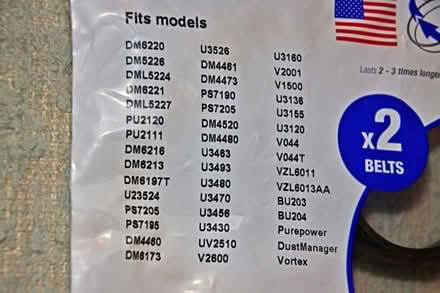 Fits models
DM6220
DM5226
DML5224
DM6221
DML5227
PU2120
PU2111
DM6216
DM6213
DM6197T
U23524
PS7205
PS7195
DM4460
DM6173
U3526
DM4461
DM4473
PS7190
PS7205
DM4520
DM4480
U3463
U3493
U3480
U3470
U3456
U3430
UV2510
V2600
U3160
V2001
V1500
U3136
U3155
U3120
V044
V044T
VZL6011
VZL6013AA
BU203
BU204
Purepower
DustManager
Vortex
Lasts 2 - 3 times longer
x2
BELTS